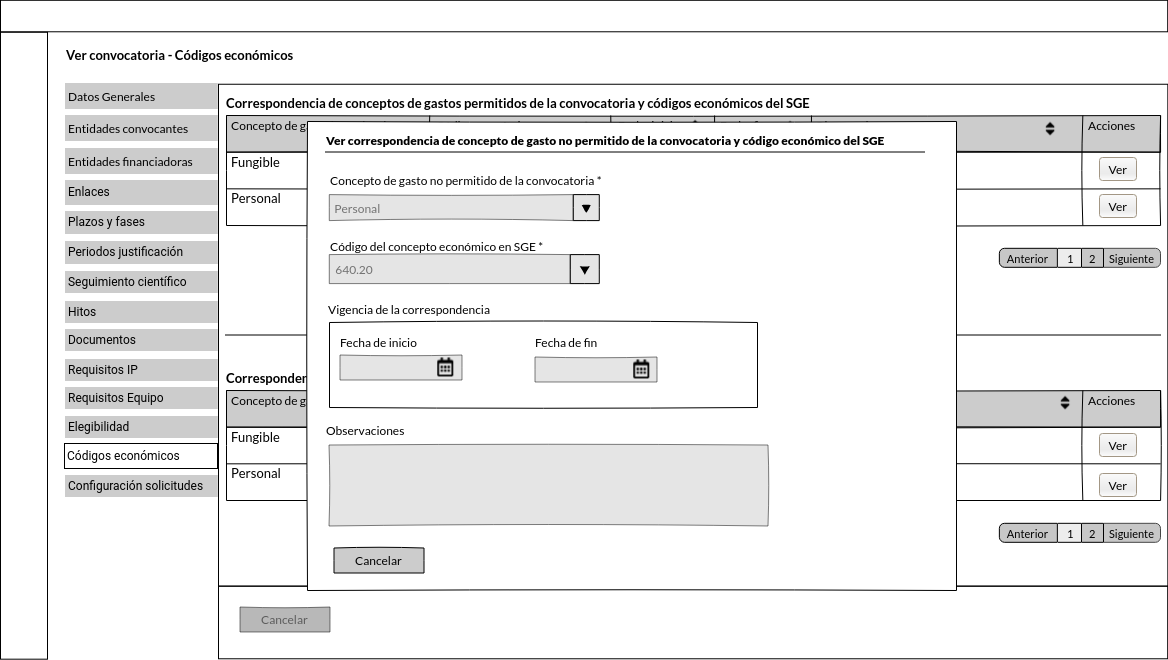 Ver convocatoria - Códigos económicos
Datos Generales
Entidades convocantes
Entidades financiadoras
Enlaces
Plazos y fases
Periodos justificación
Seguimiento científico
Hitos
Documentos
Requisitos IP
Requisitos Equipo
Elegibilidad
Códigos económicos
Configuración solicitudes
Correspondencia de conceptos de gastos permitidos de la convocatoria y códigos económicos del SGE
Concepto de g
Acciones
Fungible
Ver
Personal
Ver
Anterior 1 2 Siguiente
Ver correspondencia de concepto de gasto no permitido de la convocatoria y código económico del SGE
Concepto de gasto no permitido de la convocatoria *
Personal
Código del concepto económico en SGE *
640.20
Vigencia de la correspondencia
Fecha de inicio
Fecha de fin
Observaciones
Cancelar
Corresponden
Concepto de g
Acciones
Fungible
Ver
Personal
Ver
Anterior 1 2 Siguiente
Cancelar